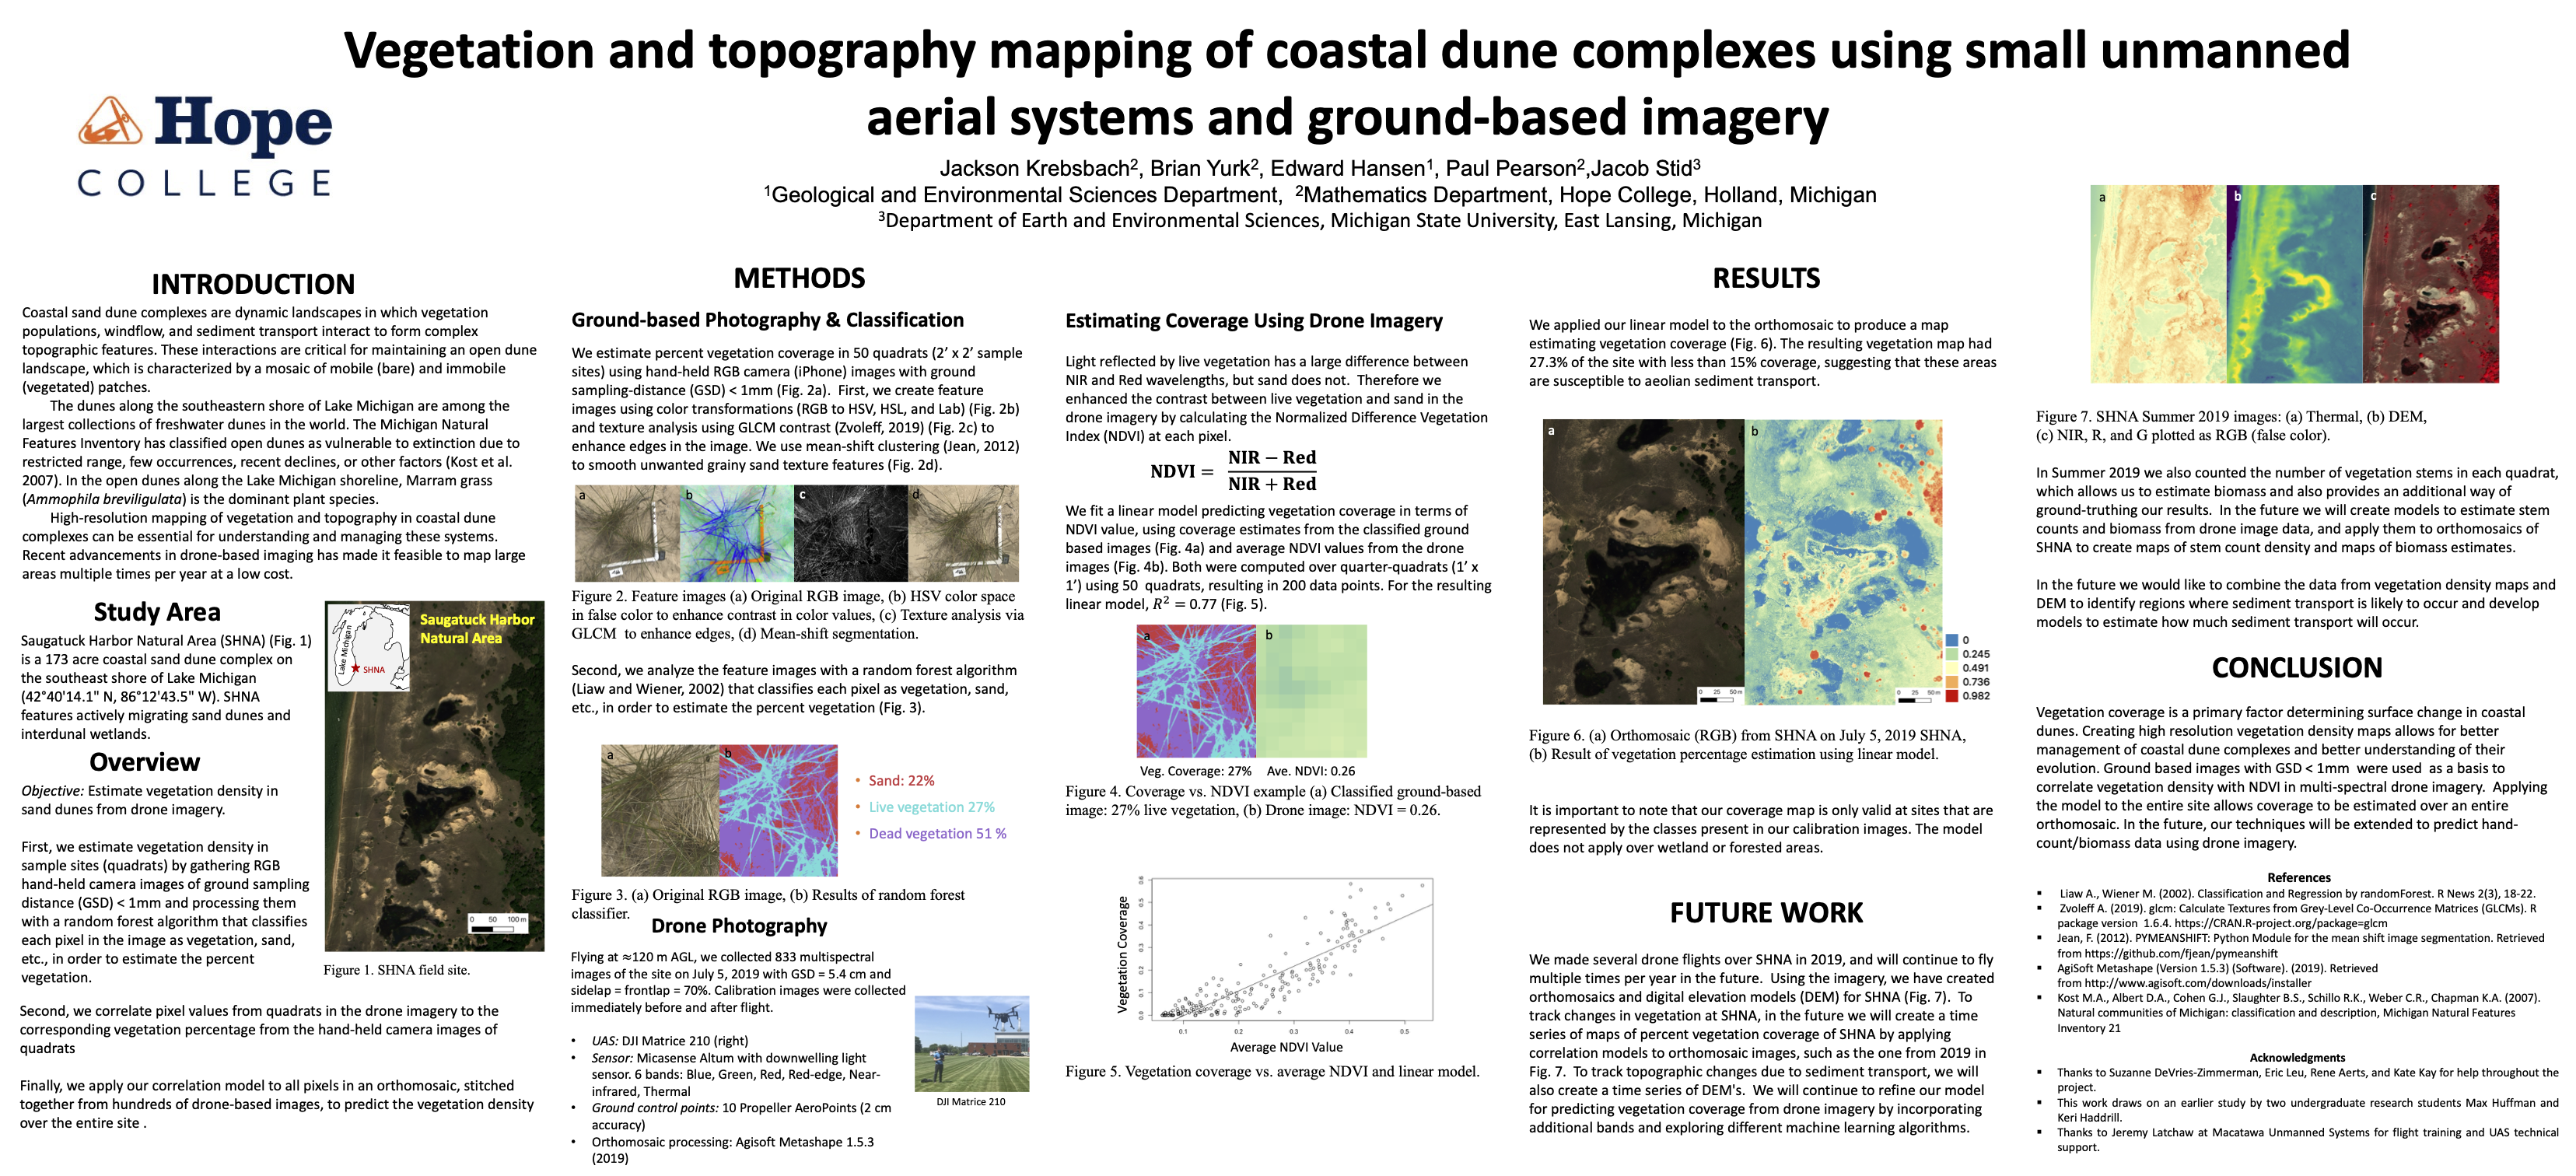 Vegetation and topography mapping of coastal dune complexes using small unmanned
aerial systems and ground-based imagery
Hope
COLLEGE
Jackson Krebsbach2, Brian Yurk2, Edward Hansen1, Paul Pearson2,Jacob Stid3
1Geological and Environmental Sciences Department, 2Mathematics Department, Hope College, Holland, Michigan
3Department of Earth and Environmental Sciences, Michigan State University, East Lansing, Michigan
INTRODUCTION
Coastal sand dune complexes are dynamic landscapes in which vegetation
populations, windflow, and sediment transport interact to form complex
topographic features. These interactions are critical for maintaining an open dune
landscape, which is characterized by a mosaic of mobile (bare) and immobile
(vegetated) patches.
The dunes along the southeastern shore of Lake Michigan are among the
largest collections of freshwater dunes in the world. The Michigan Natural
Features Inventory has classified open dunes as vulnerable to extinction due to
restricted range, few occurrences, recent declines, or other factors (Kost et al.
2007). In the open dunes along the Lake Michigan shoreline, Marram grass
(Ammophila breviligulata) is the dominant plant species.
High-resolution mapping of vegetation and topography in coastal dune
complexes can be essential for understanding and managing these systems.
Recent advancements in drone-based imaging has made it feasible to map large
areas multiple times per year at a low cost.
Study Area
Saugatuck Harbor Natural Area (SHNA) (Fig. 1)
is a 173 acre coastal sand dune complex on
the southeast shore of Lake Michigan
(42°40'14.1" N, 86°12'43.5" W). SHNA
features actively migrating sand dunes and
interdunal wetlands.
Overview
Objective: Estimate vegetation density in
sand dunes from drone imagery.
First, we estimate vegetation density in
sample sites (quadrats) by gathering RGB
hand-held camera images of ground sampling
distance (GSD) < 1mm and processing them
with a random forest algorithm that classifies
each pixel in the image as vegetation, sand,
etc., in order to estimate the percent
vegetation.
Lake Michigan
SHNA
Saugatuck Harbor
Natural Area
0 50 100 m
Figure 1. SHNA field site.
Second, we correlate pixel values from quadrats in the drone imagery to the
corresponding vegetation percentage from the hand-held camera images of
quadrats
Finally, we apply our correlation model to all pixels in an orthomosaic, stitched
together from hundreds of drone-based images, to predict the vegetation density
over the entire site .
METHODS
Ground-based Photography & Classification
We estimate percent vegetation coverage in 50 quadrats (2’ x 2’ sample
sites) using hand-held RGB camera (iPhone) images with ground
sampling-distance (GSD) < 1mm (Fig. 2a). First, we create feature
images using color transformations (RGB to HSV, HSL, and Lab) (Fig. 2b)
and texture analysis using GLCM contrast (Zvoleff, 2019) (Fig. 2c) to
enhance edges in the image. We use mean-shift clustering (Jean, 2012)
to smooth unwanted grainy sand texture features (Fig. 2d).
a b c d
Figure 2. Feature images (a) Original RGB image, (b) HSV color space
in false color to enhance contrast in color values, (c) Texture analysis via
GLCM to enhance edges, (d) Mean-shift segmentation.
Second, we analyze the feature images with a random forest algorithm
(Liaw and Wiener, 2002) that classifies each pixel as vegetation, sand,
etc., in order to estimate the percent vegetation (Fig. 3).
a b
• Sand: 22%
• Live vegetation 27%
• Dead vegetation 51 %
Figure 3. (a) Original RGB image, (b) Results of random forest
classifier.
Drone Photography
Flying at ≈120 m AGL, we collected 833 multispectral
images of the site on July 5, 2019 with GSD = 5.4 cm and
sidelap = frontlap = 70%. Calibration images were collected
immediately before and after flight.
• UAS: DJI Matrice 210 (right)
• Sensor: Micasense Altum with downwelling light
sensor. 6 bands: Blue, Green, Red, Red-edge, Near-
infrared, Thermal
• Ground control points: 10 Propeller AeroPoints (2 cm
accuracy)
• Orthomosaic processing: Agisoft Metashape 1.5.3
(2019)
DJI Matrice 210
Estimating Coverage Using Drone Imagery
Light reflected by live vegetation has a large difference between
NIR and Red wavelengths, but sand does not. Therefore we
enhanced the contrast between live vegetation and sand in the
drone imagery by calculating the Normalized Difference Vegetation
Index (NDVI) at each pixel.
NDVI = NIR − Red
NIR + Red
We fit a linear model predicting vegetation coverage in terms of
NDVI value, using coverage estimates from the classified ground
based images (Fig. 4a) and average NDVI values from the drone
images (Fig. 4b). Both were computed over quarter-quadrats (1’ x
1’) using 50 quadrats, resulting in 200 data points. For the resulting
linear model, R2 = 0.77 (Fig. 5).
a b
Veg. Coverage: 27% Ave. NDVI: 0.26
Figure 4. Coverage vs. NDVI example (a) Classified ground-based
image: 27% live vegetation, (b) Drone image: NDVI = 0.26.
Vegetation Coverage
0.0 0.1 0.2 0.3 0.4 0.5 0.6
0.1 0.2 0.3 0.4 0.5
Average NDVI Value
Figure 5. Vegetation coverage vs. average NDVI and linear model.
RESULTS
We applied our linear model to the orthomosaic to produce a map
estimating vegetation coverage (Fig. 6). The resulting vegetation map had
27.3% of the site with less than 15% coverage, suggesting that these areas
are susceptible to aeolian sediment transport.
a b
0 25 50 m
0 25 50 m
0
0.245
0.491
0.736
0.982
Figure 6. (a) Orthomosaic (RGB) from SHNA on July 5, 2019 SHNA,
(b) Result of vegetation percentage estimation using linear model.
It is important to note that our coverage map is only valid at sites that are
represented by the classes present in our calibration images. The model
does not apply over wetland or forested areas.
FUTURE WORK
We made several drone flights over SHNA in 2019, and will continue to fly
multiple times per year in the future. Using the imagery, we have created
orthomosaics and digital elevation models (DEM) for SHNA (Fig. 7). To
track changes in vegetation at SHNA, in the future we will create a time
series of maps of percent vegetation coverage of SHNA by applying
correlation models to orthomosaic images, such as the one from 2019 in
Fig. 7. To track topographic changes due to sediment transport, we will
also create a time series of DEM's. We will continue to refine our model
for predicting vegetation coverage from drone imagery by incorporating
additional bands and exploring different machine learning algorithms.
a b c
Figure 7. SHNA Summer 2019 images: (a) Thermal, (b) DEM,
(c) NIR, R, and G plotted as RGB (false color).
In Summer 2019 we also counted the number of vegetation stems in each quadrat,
which allows us to estimate biomass and also provides an additional way of
ground-truthing our results. In the future we will create models to estimate stem
counts and biomass from drone image data, and apply them to orthomosaics of
SHNA to create maps of stem count density and maps of biomass estimates.
In the future we would like to combine the data from vegetation density maps and
DEM to identify regions where sediment transport is likely to occur and develop
models to estimate how much sediment transport will occur.
CONCLUSION
Vegetation coverage is a primary factor determining surface change in coastal
dunes. Creating high resolution vegetation density maps allows for better
management of coastal dune complexes and better understanding of their
evolution. Ground based images with GSD < 1mm were used as a basis to
correlate vegetation density with NDVI in multi-spectral drone imagery. Applying
the model to the entire site allows coverage to be estimated over an entire
orthomosaic. In the future, our techniques will be extended to predict hand-
count/biomass data using drone imagery.
References
▪ Liaw A., Wiener M. (2002). Classification and Regression by randomForest. R News 2(3), 18-22.
▪ Zvoleff A. (2019). glcm: Calculate Textures from Grey-Level Co-Occurrence Matrices (GLCMs). R
package version 1.6.4. https://CRAN.R-project.org/package=glcm
▪ Jean, F. (2012). PYMEANSHIFT: Python Module for the mean shift image segmentation. Retrieved
from https://github.com/fjean/pymeanshift
▪ AgiSoft Metashape (Version 1.5.3) (Software). (2019). Retrieved
from http://www.agisoft.com/downloads/installer
▪ Kost M.A., Albert D.A., Cohen G.J., Slaughter B.S., Schillo R.K., Weber C.R., Chapman K.A. (2007).
Natural communities of Michigan: classification and description, Michigan Natural Features
Inventory 21
Acknowledgments
▪ Thanks to Suzanne DeVries-Zimmerman, Eric Leu, Rene Aerts, and Kate Kay for help throughout the
project.
▪ This work draws on an earlier study by two undergraduate research students Max Huffman and
Keri Haddrill.
▪ Thanks to Jeremy Latchaw at Macatawa Unmanned Systems for flight training and UAS technical
support.